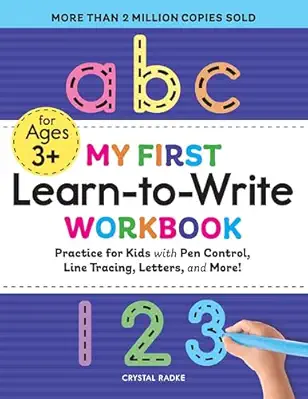 MORE THAN 2 MILLION COPIES SOLD
abc
for
Ages
3+
MY FIRST
Learn-to-Write
WORKBOOK
Practice for Kids with Pen Control,
Line Tracing, Letters, and More!
123
CRYSTAL RADKE